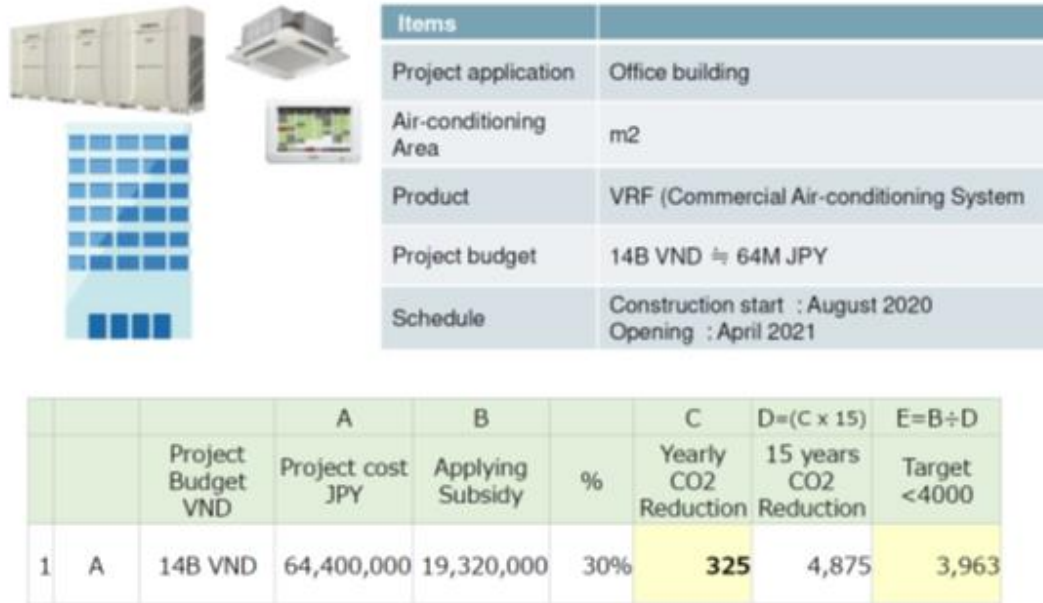 Items
Project application Office building
Air-conditioning
Area m2
Product VRF (Commercial Air-conditioning System
Project budget 14B VND ≒ 64M JPY
Schedule Construction start : August 2020
Opening : April 2021
A B C D=(C x 15) E=B÷D
Project
Budget
VND
Project cost
JPY
Applying
Subsidy
%
Yearly
CO2
Reduction
15 years
CO2
Reduction
Target
<4000
1 A 14B VND 64,400,000 19,320,000 30% 325 4,875 3,963